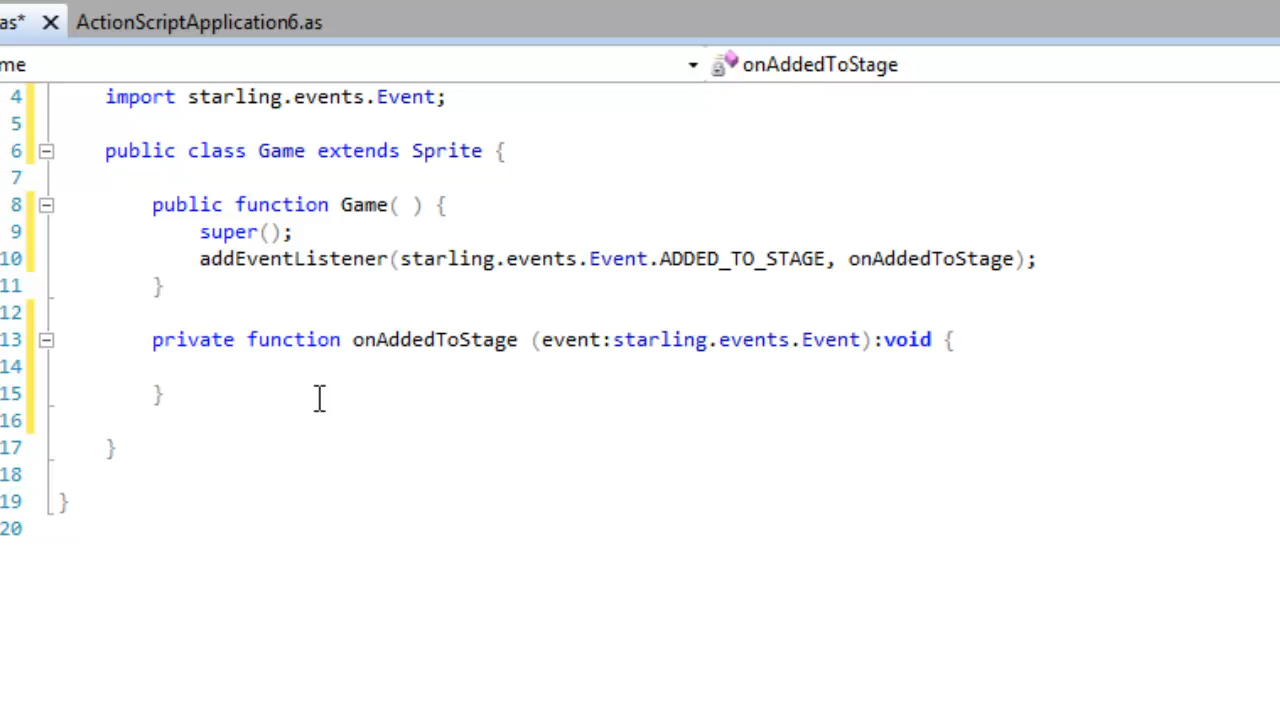 as* ActionScriptApplication6.as
me onAddedToStage
4 import starling.events.Event;
5
6 public class Game extends Sprite {
7
8 public function Game( ) {
9 super();
10 addEventListener(starling.events.Event.ADDED_TO_STAGE, onAddedToStage);
11 }
12
13 private function onAddedToStage (event:starling.events.Event):void {
14
15 }
16
17 }
18
19 }
20